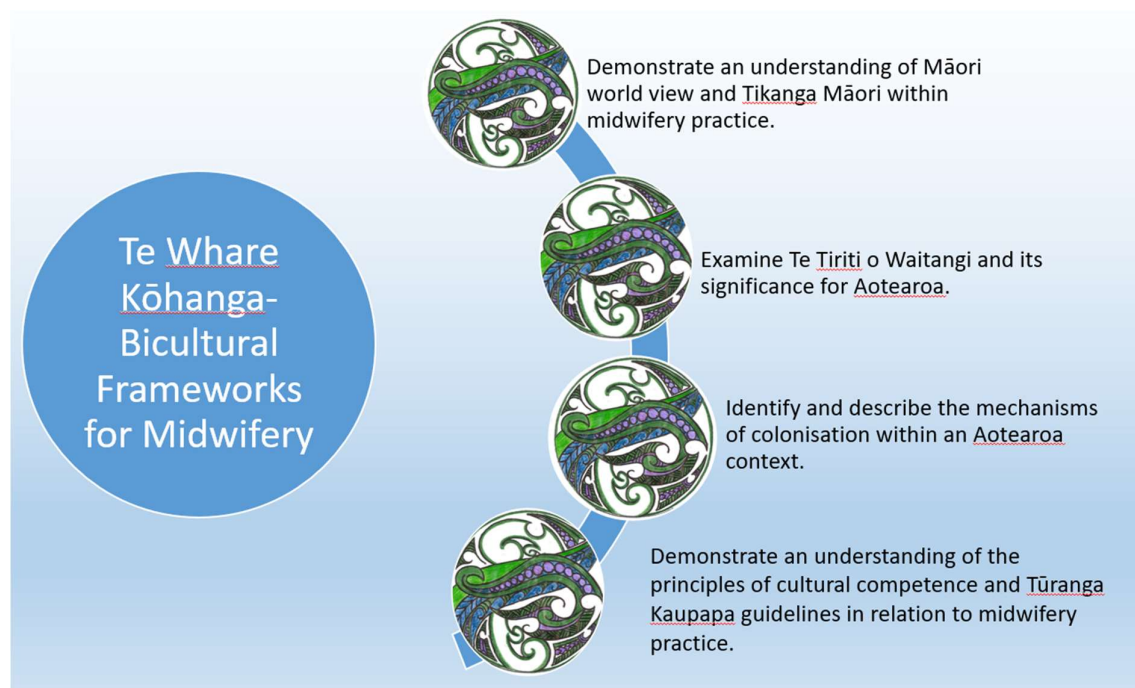 Te Whare
Kōhanga-
Bicultural
Frameworks
for Midwifery
Demonstrate an understanding of Māori
world view and Tikanga Māori within
midwifery practice.
Examine Te Tiriti o Waitangi and its
significance for Aotearoa.
Identify and describe the mechanisms
of colonisation within an Aotearoa
context.
Demonstrate an understanding of the
principles of cultural competence and Tūranga
Kaupapa guidelines in relation to midwifery
practice.